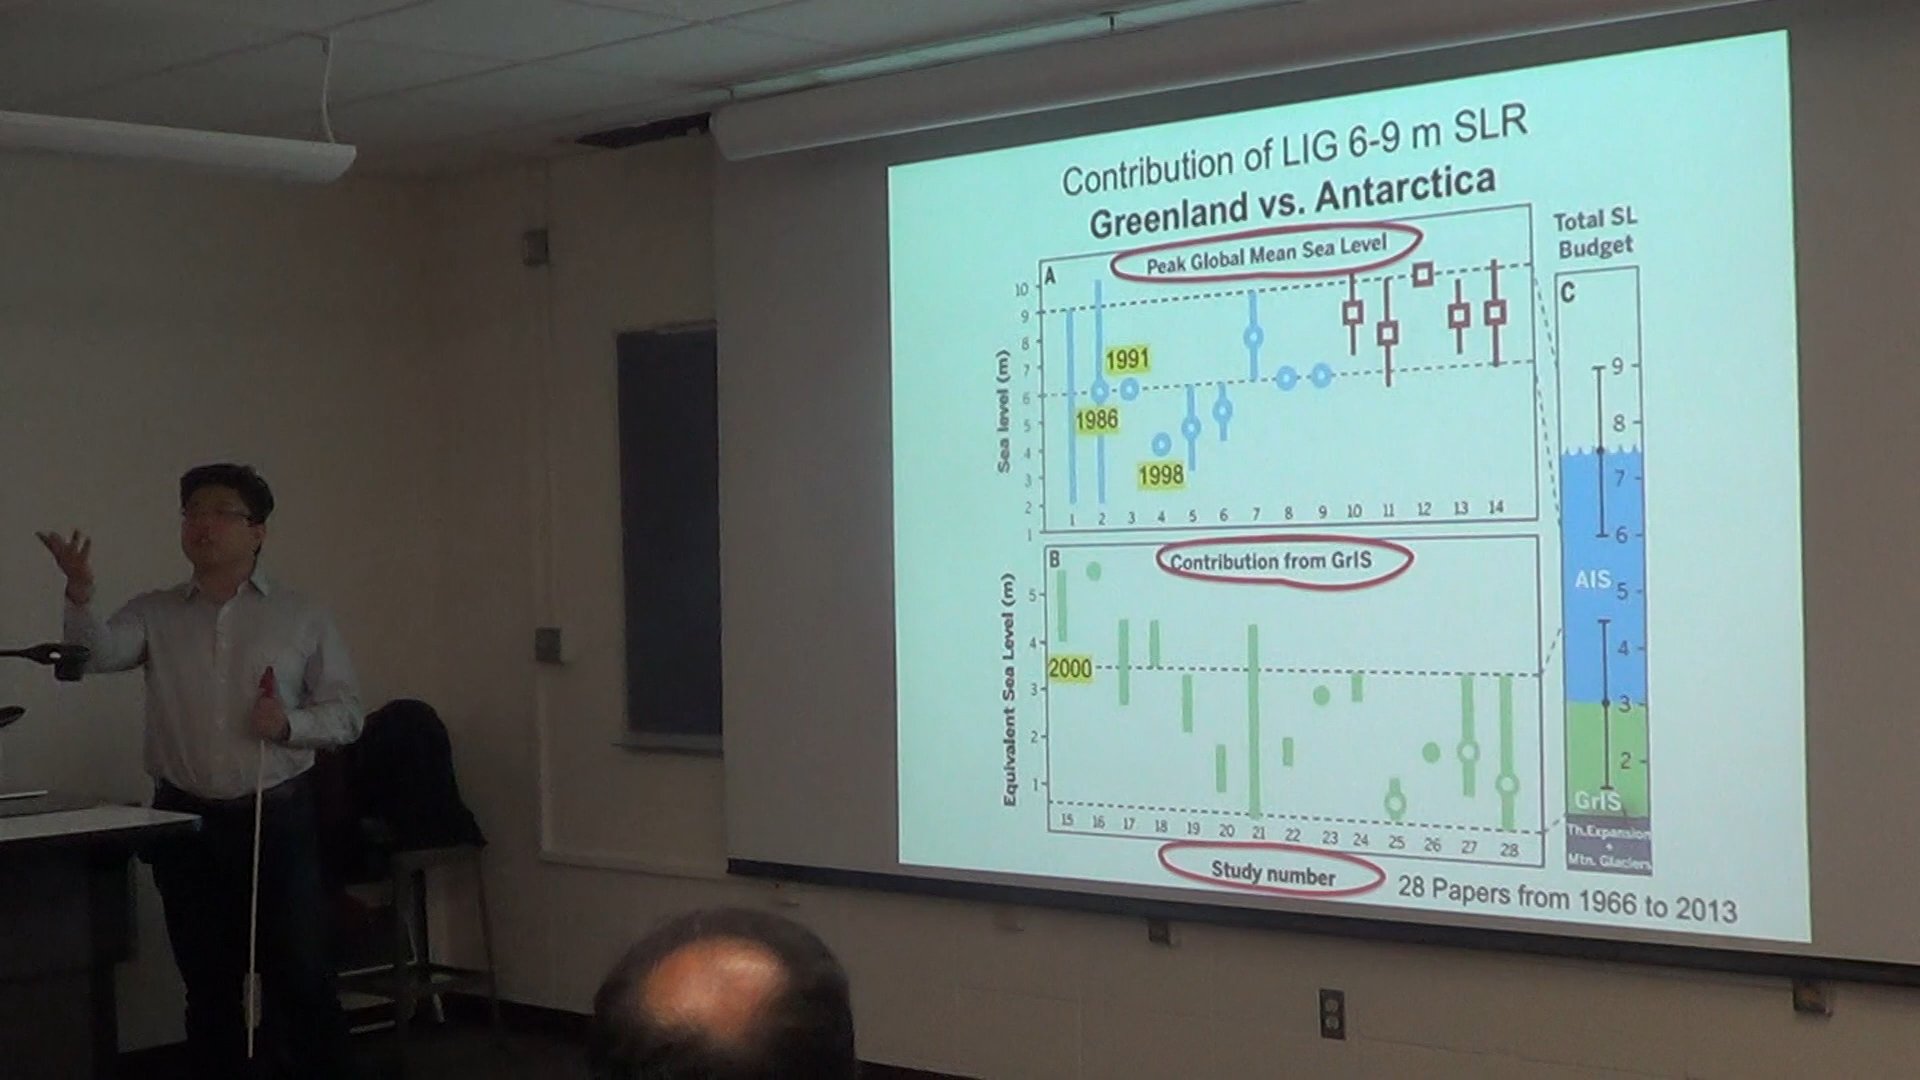 Contribution of LIG 6-9 m SLR
Greenland vs. Antarctica
Peak Global Mean Sea Level
A
Sea level (m)
10
9
8
7
6
5
4
3
2
1
1991
1986
1998
1 2 3 4 5 6 7 8 9 10 11 12 13 14
B
Contribution from GrIS
Equivalent Sea Level (m)
5
4
3
2
1
2000
15 16 17 18 19 20 21 22 23 24 25 26 27 28
Study number
28 Papers from 1966 to 2013
Total SL
Budget
C
9
8
7
6
AIS 5
4
3
2
GrIS
Th.Expansion
+
Mtn. Glaciers